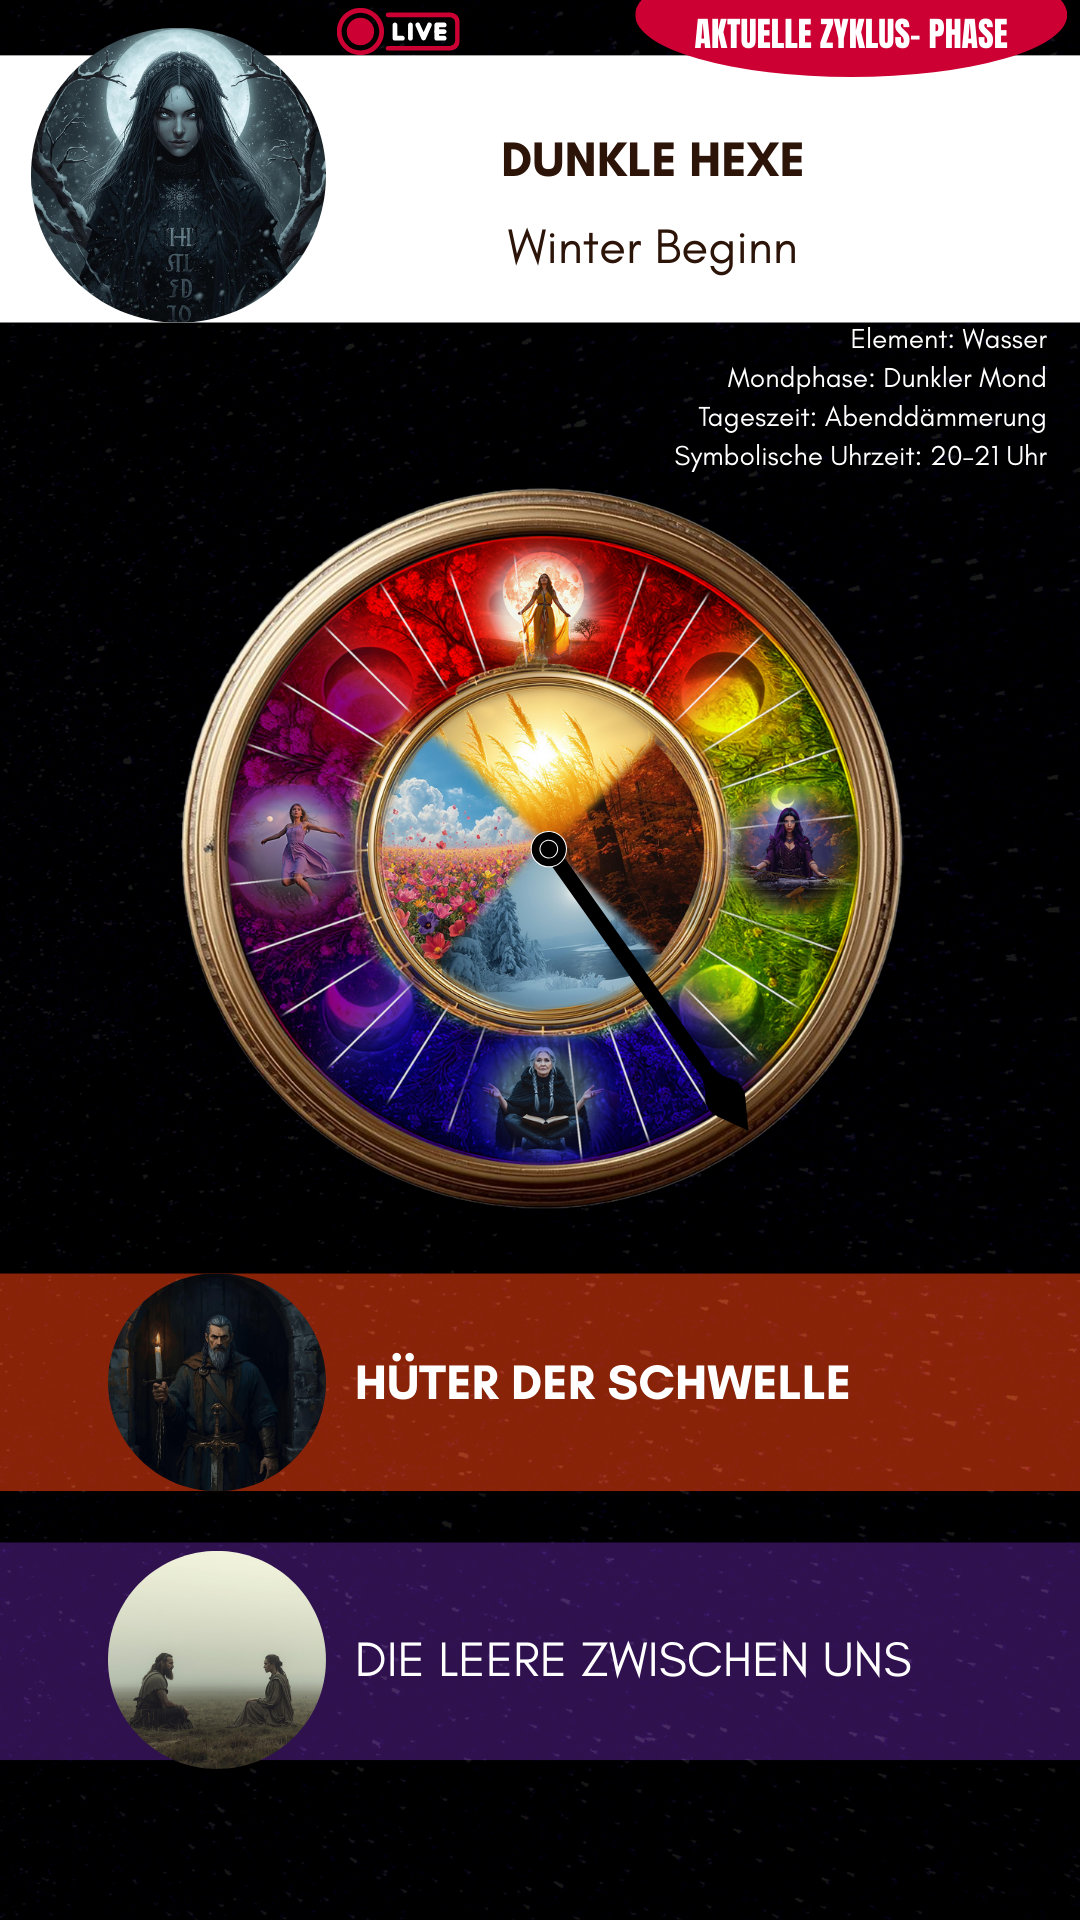 LIVE
AKTUELLE ZYKLUS- PHASE
DUNKLE HEXE
Winter Beginn
Element: Wasser
Mondphase: Dunkler Mond
Tageszeit: Abenddämmerung
Symbolische Uhrzeit: 20-21 Uhr
HÜTER DER SCHWELLE
DIE LEERE ZWISCHEN UNS